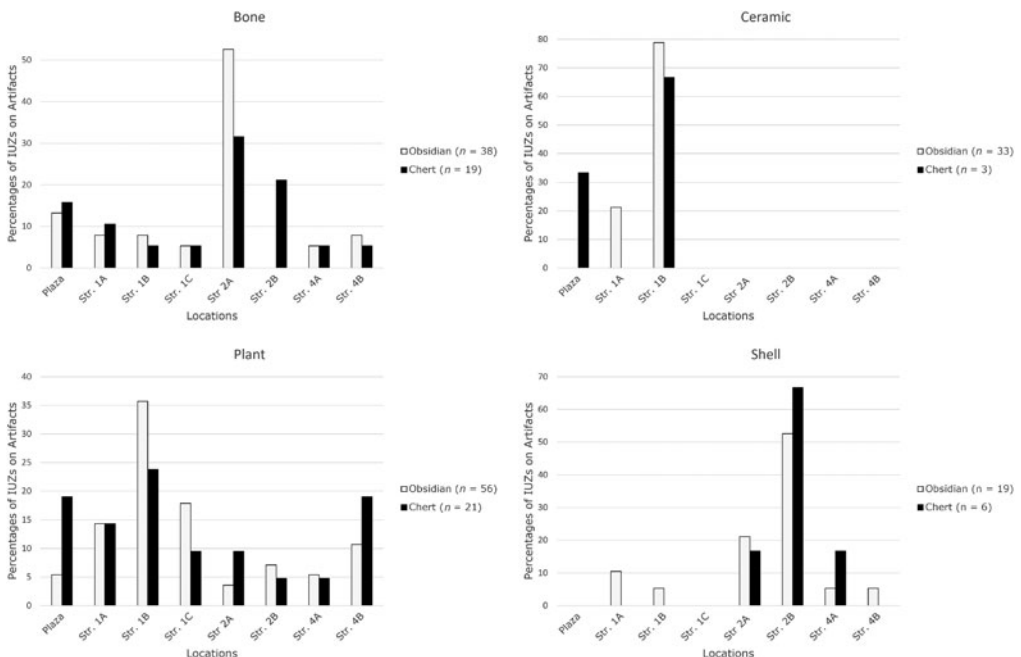 Bone
Percentages of IUZs on Artifacts
50
40
30
20
10
0
Plaza
Str. 1A
Str. 1B
Str. 1C
Str 2A
Str. 2B
Str. 4A
Str. 4B
Locations
Obsidian (n = 38)
Chert (n = 19)
Ceramic
Percentages of IUZs on Artifacts
80
70
60
50
40
30
20
10
0
Plaza
Str. 1A
Str. 1B
Str. 1C
Str 2A
Str. 2B
Str. 4A
Str. 4B
Locations
Obsidian (n = 33)
Chert (n = 3)
Plant
Percentages of IUZs on Artifacts
40
35
30
25
20
15
10
5
0
Plaza
Str. 1A
Str. 1B
Str. 1C
Str 2A
Str. 2B
Str. 4A
Str. 4B
Locations
Obsidian (n = 56)
Chert (n = 21)
Shell
Percentages of IUZs on Artifacts
70
60
50
40
30
20
10
0
Plaza
Str. 1A
Str. 1B
Str. 1C
Str 2A
Str. 2B
Str. 4A
Str. 4B
Locations
Obsidian (n = 19)
Chert (n = 6)